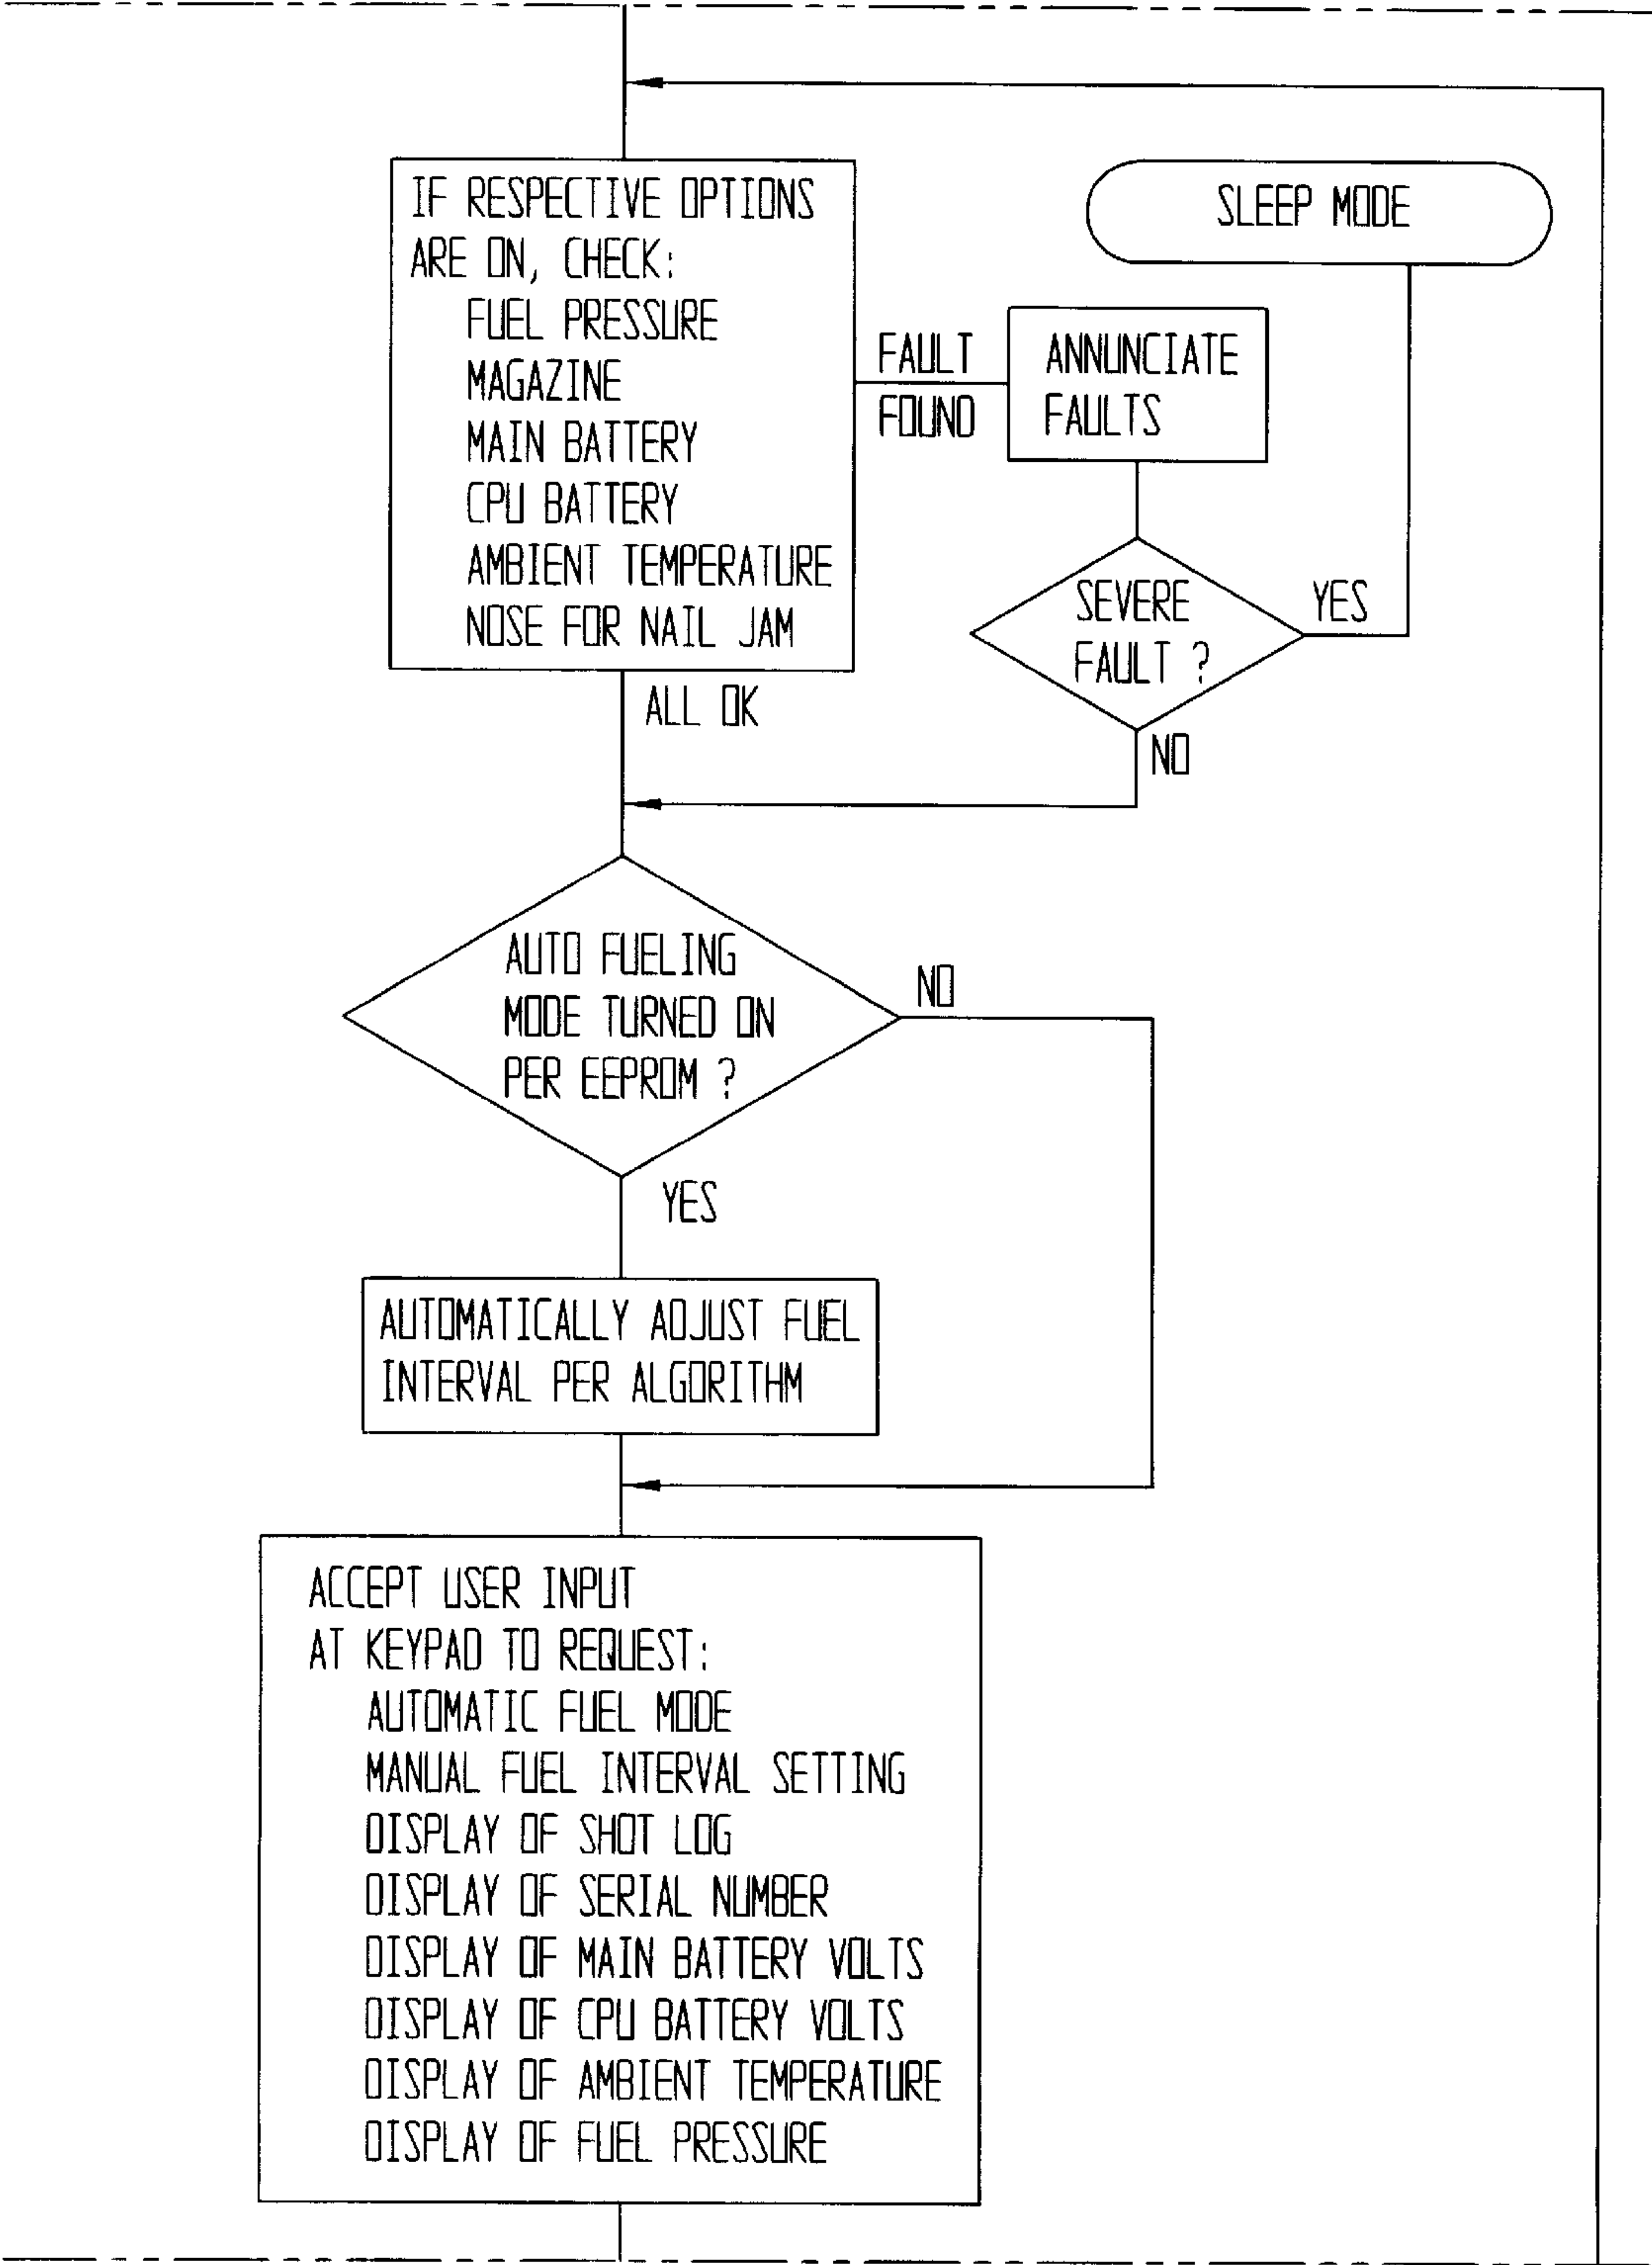 IF RESPECTIVE OPTIONS
ARE ON, CHECK:
FUEL PRESSURE
MAGAZINE
MAIN BATTERY
CPU BATTERY
AMBIENT TEMPERATURE
NOSE FOR NAIL JAM
SLEEP MODE
FAULT
FOUND
ANNUNCIATE
FAULTS
SEVERE
FAULT ?
YES
NO
ALL OK
AUTO FUELING
MODE TURNED ON
PER EEPROM ?
NO
YES
AUTOMATICALLY ADJUST FUEL
INTERVAL PER ALGORITHM
ACCEPT USER INPUT
AT KEYPAD TO REQUEST:
AUTOMATIC FUEL MODE
MANUAL FUEL INTERVAL SETTING
DISPLAY OF SHOT LOG
DISPLAY OF SERIAL NUMBER
DISPLAY OF MAIN BATTERY VOLTS
DISPLAY OF CPU BATTERY VOLTS
DISPLAY OF AMBIENT TEMPERATURE
DISPLAY OF FUEL PRESSURE